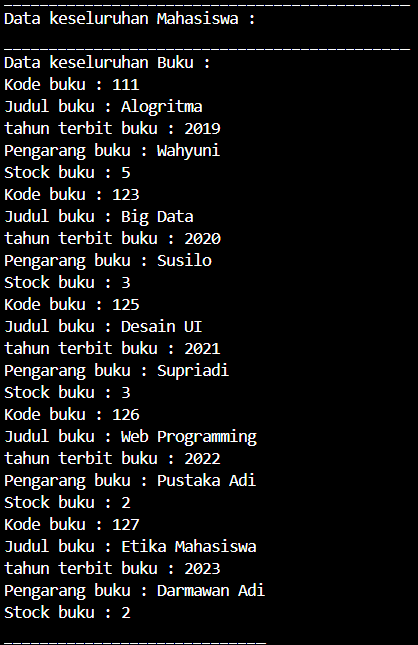 ______________________________________________
Data keseluruhan Mahasiswa :
______________________________________________
Data keseluruhan Buku :
Kode buku : 111
Judul buku : Alogritma
tahun terbit buku : 2019
Pengarang buku : Wahyuni
Stock buku : 5
Kode buku : 123
Judul buku : Big Data
tahun terbit buku : 2020
Pengarang buku : Susilo
Stock buku : 3
Kode buku : 125
Judul buku : Desain UI
tahun terbit buku : 2021
Pengarang buku : Supriadi
Stock buku : 3
Kode buku : 126
Judul buku : Web Programming
tahun terbit buku : 2022
Pengarang buku : Pustaka Adi
Stock buku : 2
Kode buku : 127
Judul buku : Etika Mahasiswa
tahun terbit buku : 2023
Pengarang buku : Darmawan Adi
Stock buku : 2
_____________________________